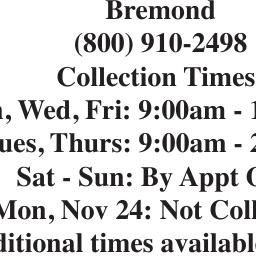 Bremond
(800) 910-2498
Collection Times
Wed, Fri: 9:00am -
Thurs: 9:00am -
Sat - Sun: By Appt
Mon, Nov 24: Not
times